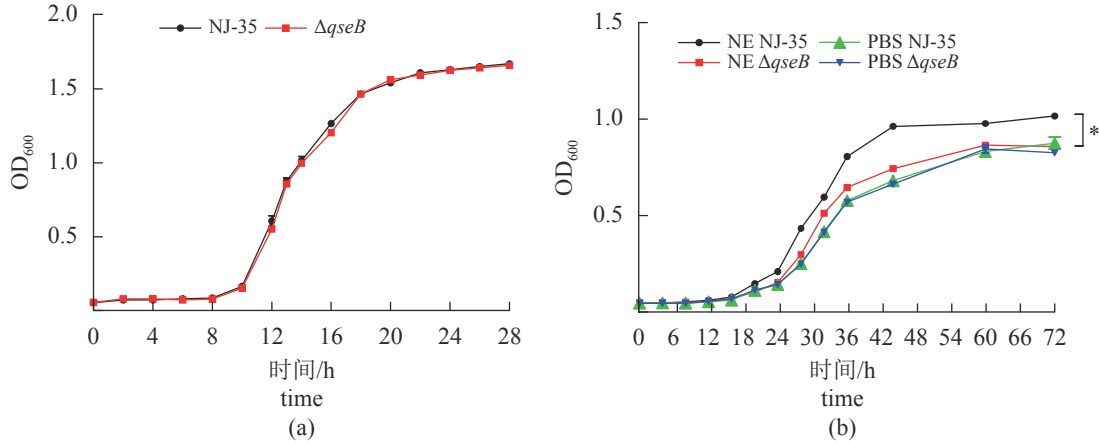 NJ-35 ΔqseB
2.0
1.5
1.0
0.5
OD600
0 4 8 12 16 20 24 28
时间/h
time
(a)
NE NJ-35 PBS NJ-35
NE ΔqseB PBS ΔqseB
1.5
1.0
0.5
OD600
*
0 6 12 18 24 30 36 42 48 54 60 66 72
时间/h
time
(b)